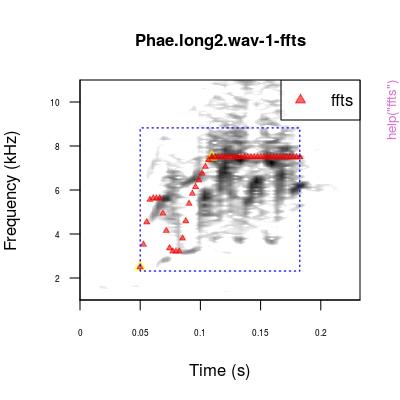 Phae.long2.wav-1-ffts
ffts
help("ffts")
Frequency (kHz)
10
8
6
4
2
0
0.05
0.1
0.15
0.2
Time (s)